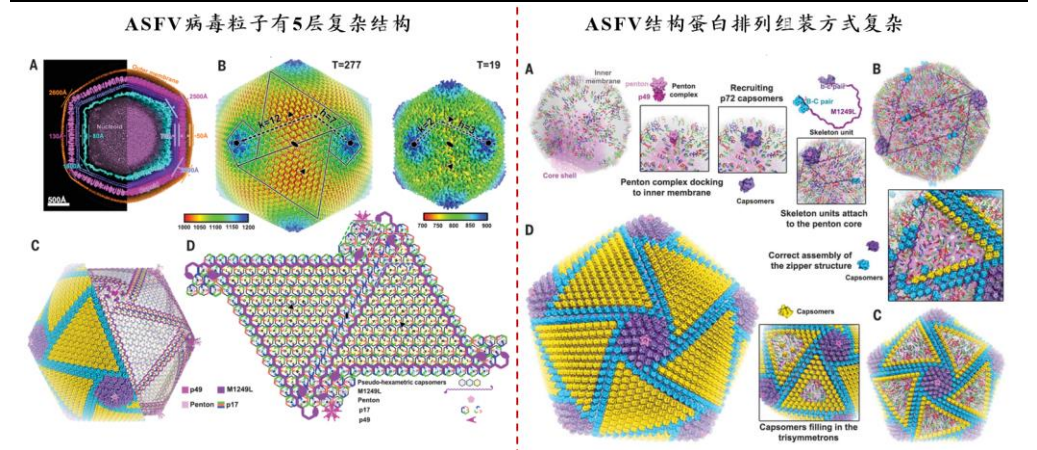 ASFV病毒粒子有5层复杂结构
A
Outer membrane
2600Å
2500Å
Nucleoid
500Å
B
T=277
T=19
1000 1050 1100 1150 1200
700 750 800 850 900
C
p49
M1249L
Penton
p17
D
Pseudo-hexametric capsomers
M1249L
Penton
p17
p49
ASFV结构蛋白排列组装方式复杂
A
Inner
membrane
Core shell
penton
p49
Penton
complex
Penton complex docking
to inner membrane
Recruiting
p72 capsomers
Capsomers
B-C pair
B-C pair
M1249L
Skeleton unit
Skeleton units attach
to the penton core
B
Correct assembly of
the zipper structure
Capsomers
D
Capsomers
Capsomers filling in the
trisymmetrons
C